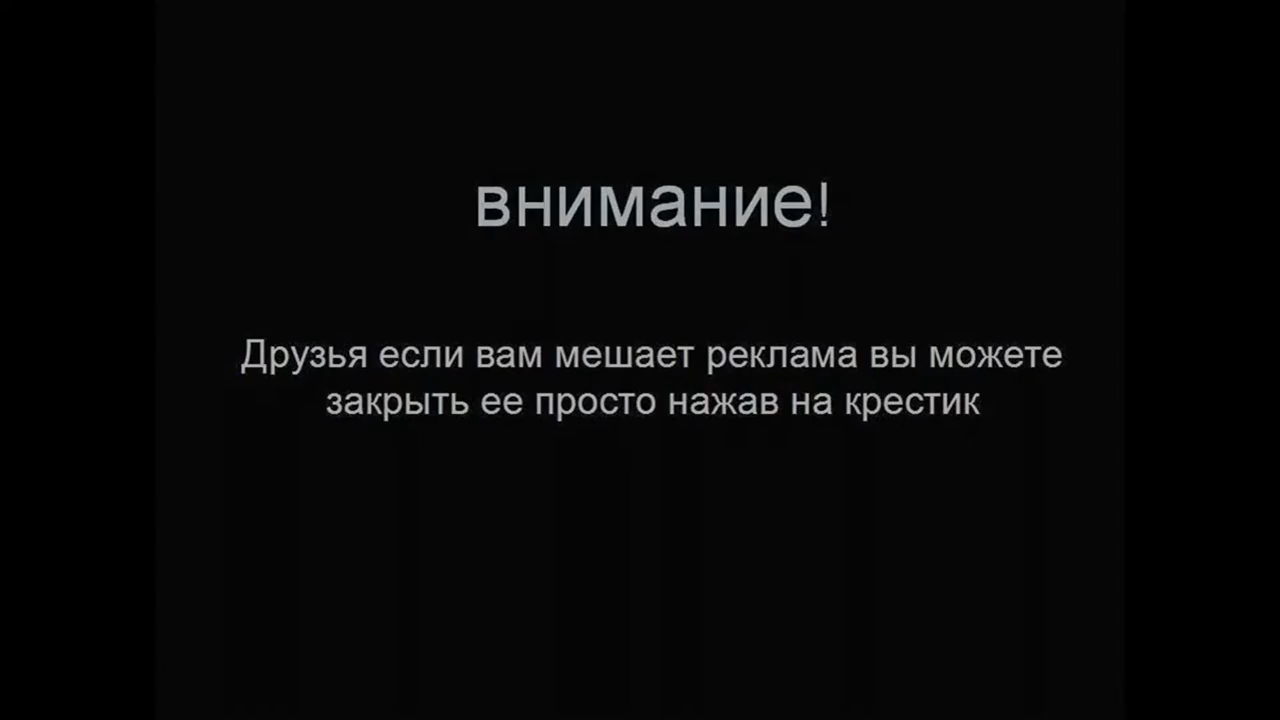 внимание!
Друзья если вам мешает реклама вы можете
закрыть ее просто нажав на крестик